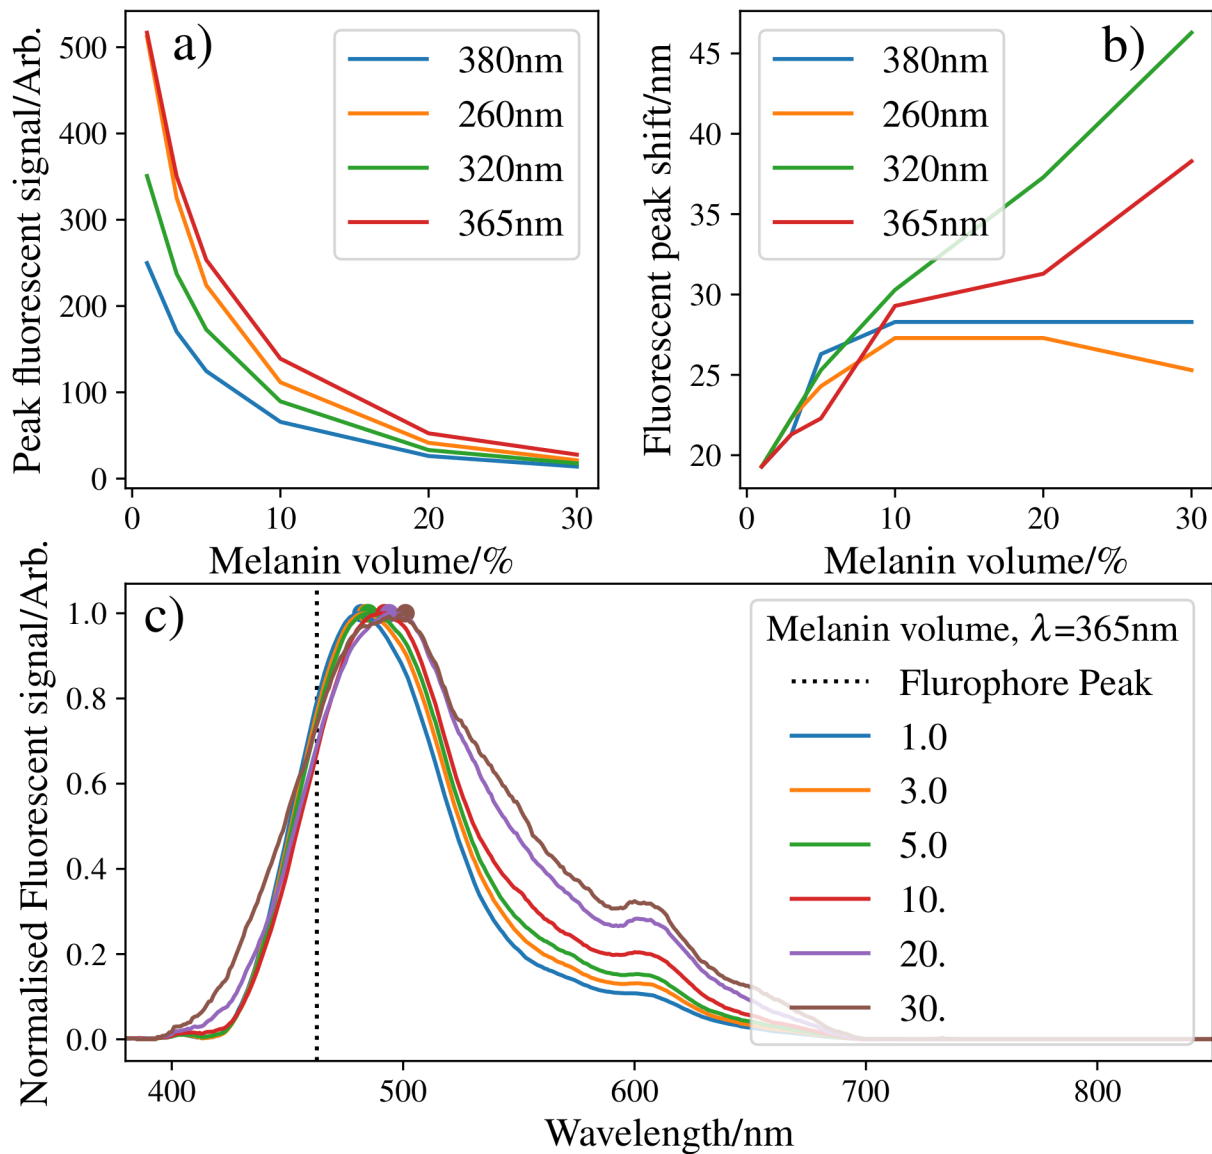 a)
380nm
260nm
320nm
365nm
Peak fluorescent signal/Arb.
500
400
300
200
100
0
0 10 20 30
Melanin volume/%
b)
380nm
260nm
320nm
365nm
Fluorescent peak shift/nm
45
40
35
30
25
20
0 10 20 30
Melanin volume/%
c)
Normalised Fluorescent signal/Arb.
1.0
0.8
0.6
0.4
0.2
0.0
Melanin volume, λ=365nm
Flurophore Peak
1.0
3.0
5.0
10.
20.
30.
400 500 600 700 800
Wavelength/nm